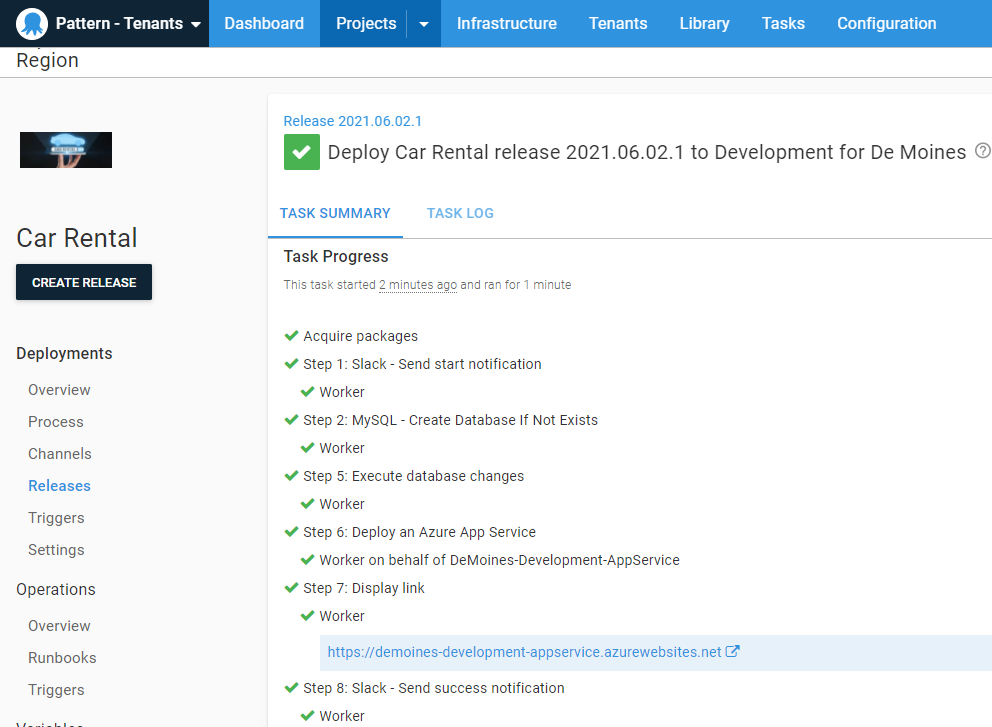 Pattern - Tenants
Dashboard
Projects
Infrastructure
Tenants
Library
Tasks
Configuration
Region
Car Rental
CREATE RELEASE
Deployments
Overview
Process
Channels
Releases
Triggers
Settings
Operations
Overview
Runbooks
Triggers
Variables
Release 2021.06.02.1
Deploy Car Rental release 2021.06.02.1 to Development for De Moines
TASK SUMMARY
TASK LOG
Task Progress
This task started 2 minutes ago and ran for 1 minute
Acquire packages
Step 1: Slack - Send start notification
Worker
Step 2: MySQL - Create Database If Not Exists
Worker
Step 5: Execute database changes
Worker
Step 6: Deploy an Azure App Service
Worker on behalf of DeMoines-Development-AppService
Step 7: Display link
Worker
https://demoines-development-appservice.azurewebsites.net
Step 8: Slack - Send success notification
Worker